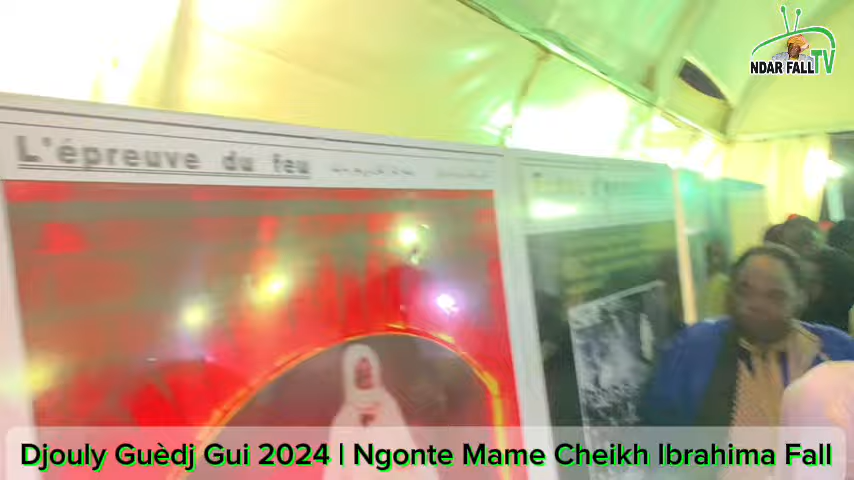 NDAR FALL TV
L'épreuve du feu
Djouly Guèdj Gui 2024 | Ngonte Mame Cheikh Ibrahima Fall